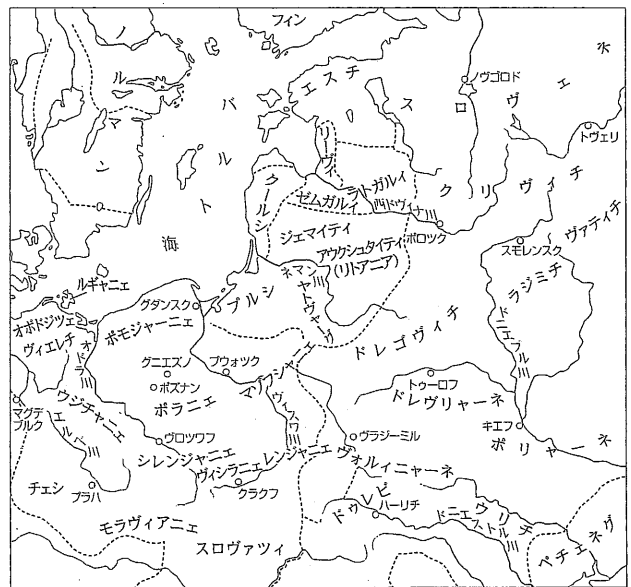 フィン
ノルマン
バルト海
エスチ
スロヴェネ
ノヴゴロド
トヴェリ
リーヴィ
クールシ
ゼムガルイ
ラトガルイ
西ドヴィナ川
クリヴィチ
ヴァティチ
ジェマイティ
アウクシュタイティ
(リトアニア)
ポロツク
スモレンスク
ラジミチ
ネマン川
ヤトヴャギ
ルギャニェ
グダンスク
プルシ
オボドジツェ
ヴィエレチ
オドラ川
ポモジャーニェ
ドレゴヴィチ
ドニエプル川
グニエズノ
ポズナン
プウォツク
マゾフシャニェ
トゥーロフ
ドレヴリャーネ
ポラニェ
ウジチャニェ
マクデブルク
エルベ川
ヴィスワ川
キエフ
ポリャーネ
ヴロツワフ
ヴラジーミル
シレンジャニェ
ヴィシラニェ
レンジャニェ
ヴォルィニャーネ
チェシ
プラハ
クラクフ
ドゥレビ
ハーリチ
ドニエストル川
ウリチ
モラヴィアニェ
スロヴァツィ
ペチェネグ